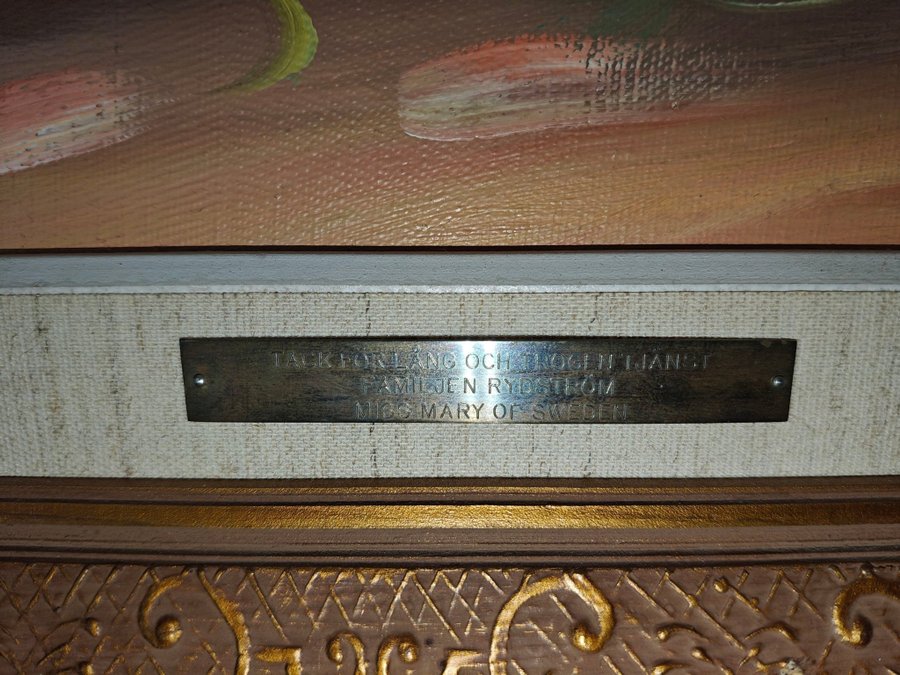 TACK FÖR LÅNG OCH TROGEN TJÄNST
FAMILJEN RYDSTRÖM
MISS MARY OF SWEDEN